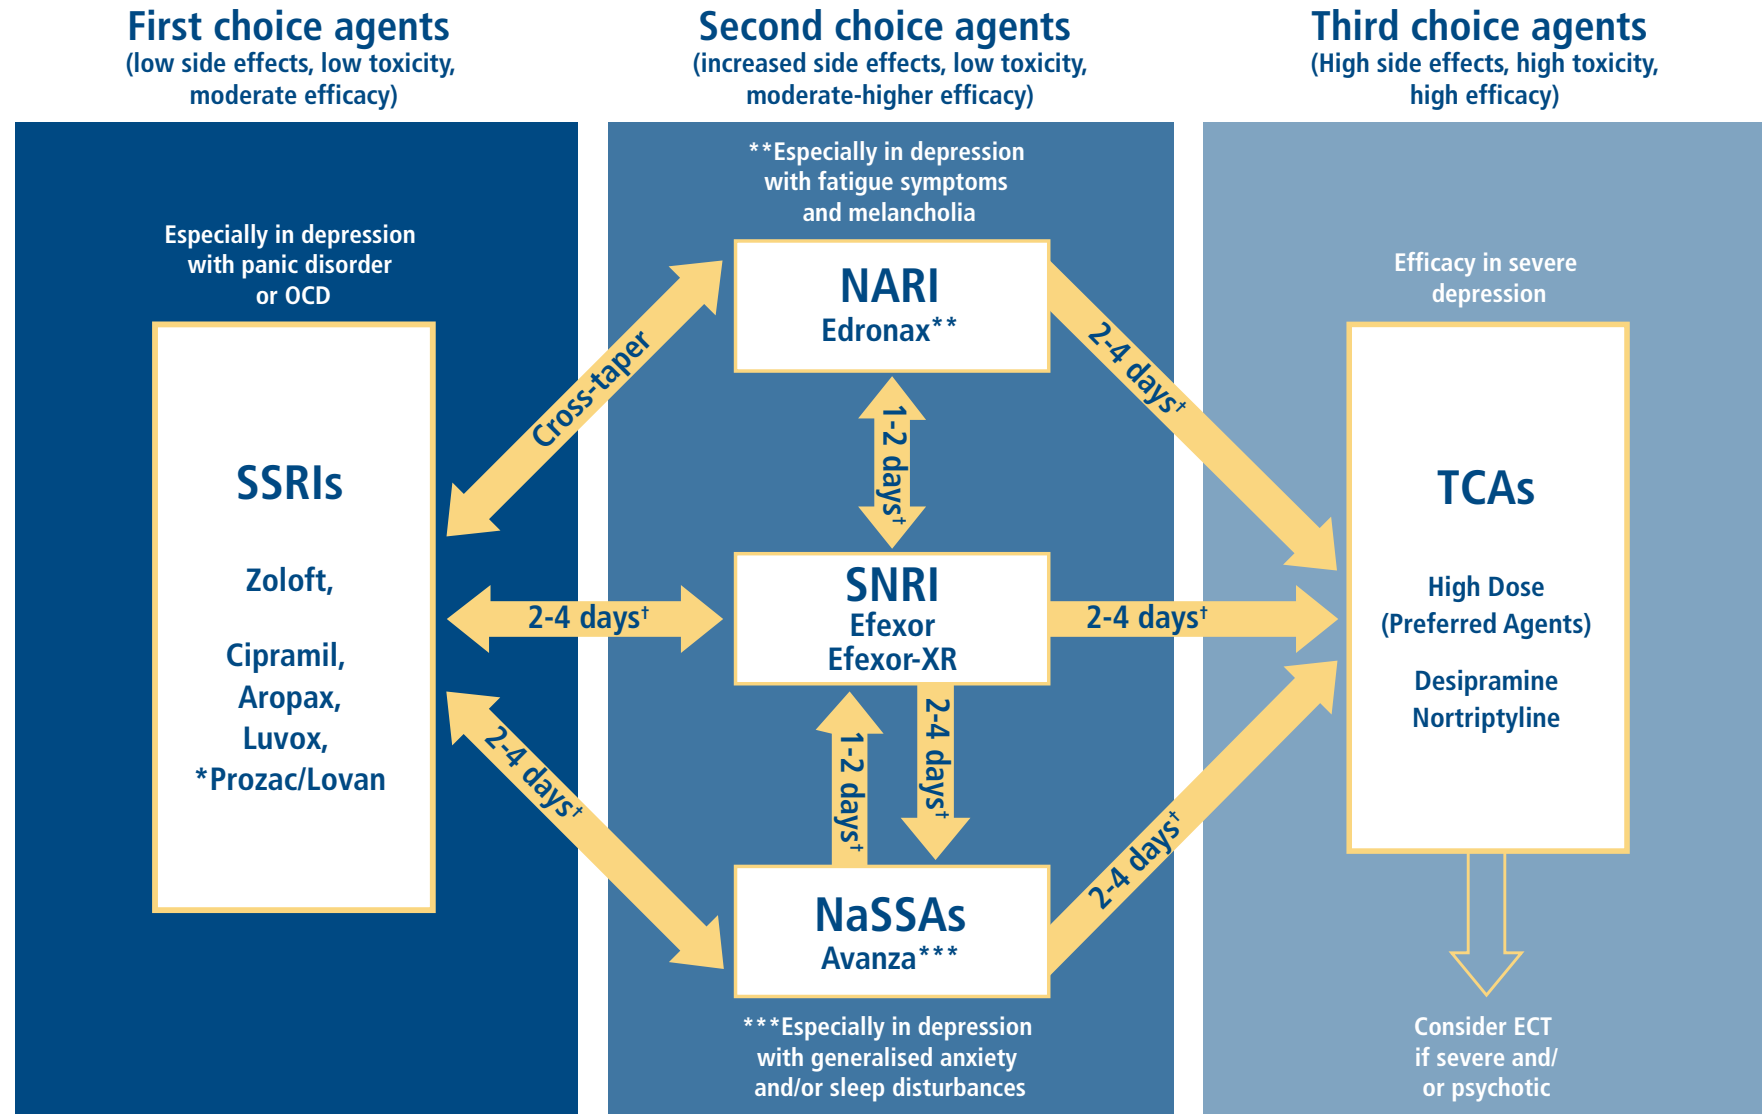 First choice agents
(low side effects, low toxicity,
moderate efficacy)
Second choice agents
(increased side effects, low toxicity,
moderate-higher efficacy)
Third choice agents
(High side effects, high toxicity,
high efficacy)
Especially in depression
with panic disorder
or OCD
SSRIs
Zoloft,
Cipramil,
Aropax,
Luvox,
*Prozac/Lovan
Cross-taper
2-4 days†
2-4 days†
**Especially in depression
with fatigue symptoms
and melancholia
NARI
Edronax**
1-2 days†
SNRI
Efexor
Efexor-XR
1-2 days†
2-4 days†
NaSSAs
Avanza***
***Especially in depression
with generalised anxiety
and/or sleep disturbances
2-4 days†
2-4 days†
2-4 days†
Efficacy in severe
depression
TCAs
High Dose
(Preferred Agents)
Desipramine
Nortriptyline
Consider ECT
if severe and/
or psychotic